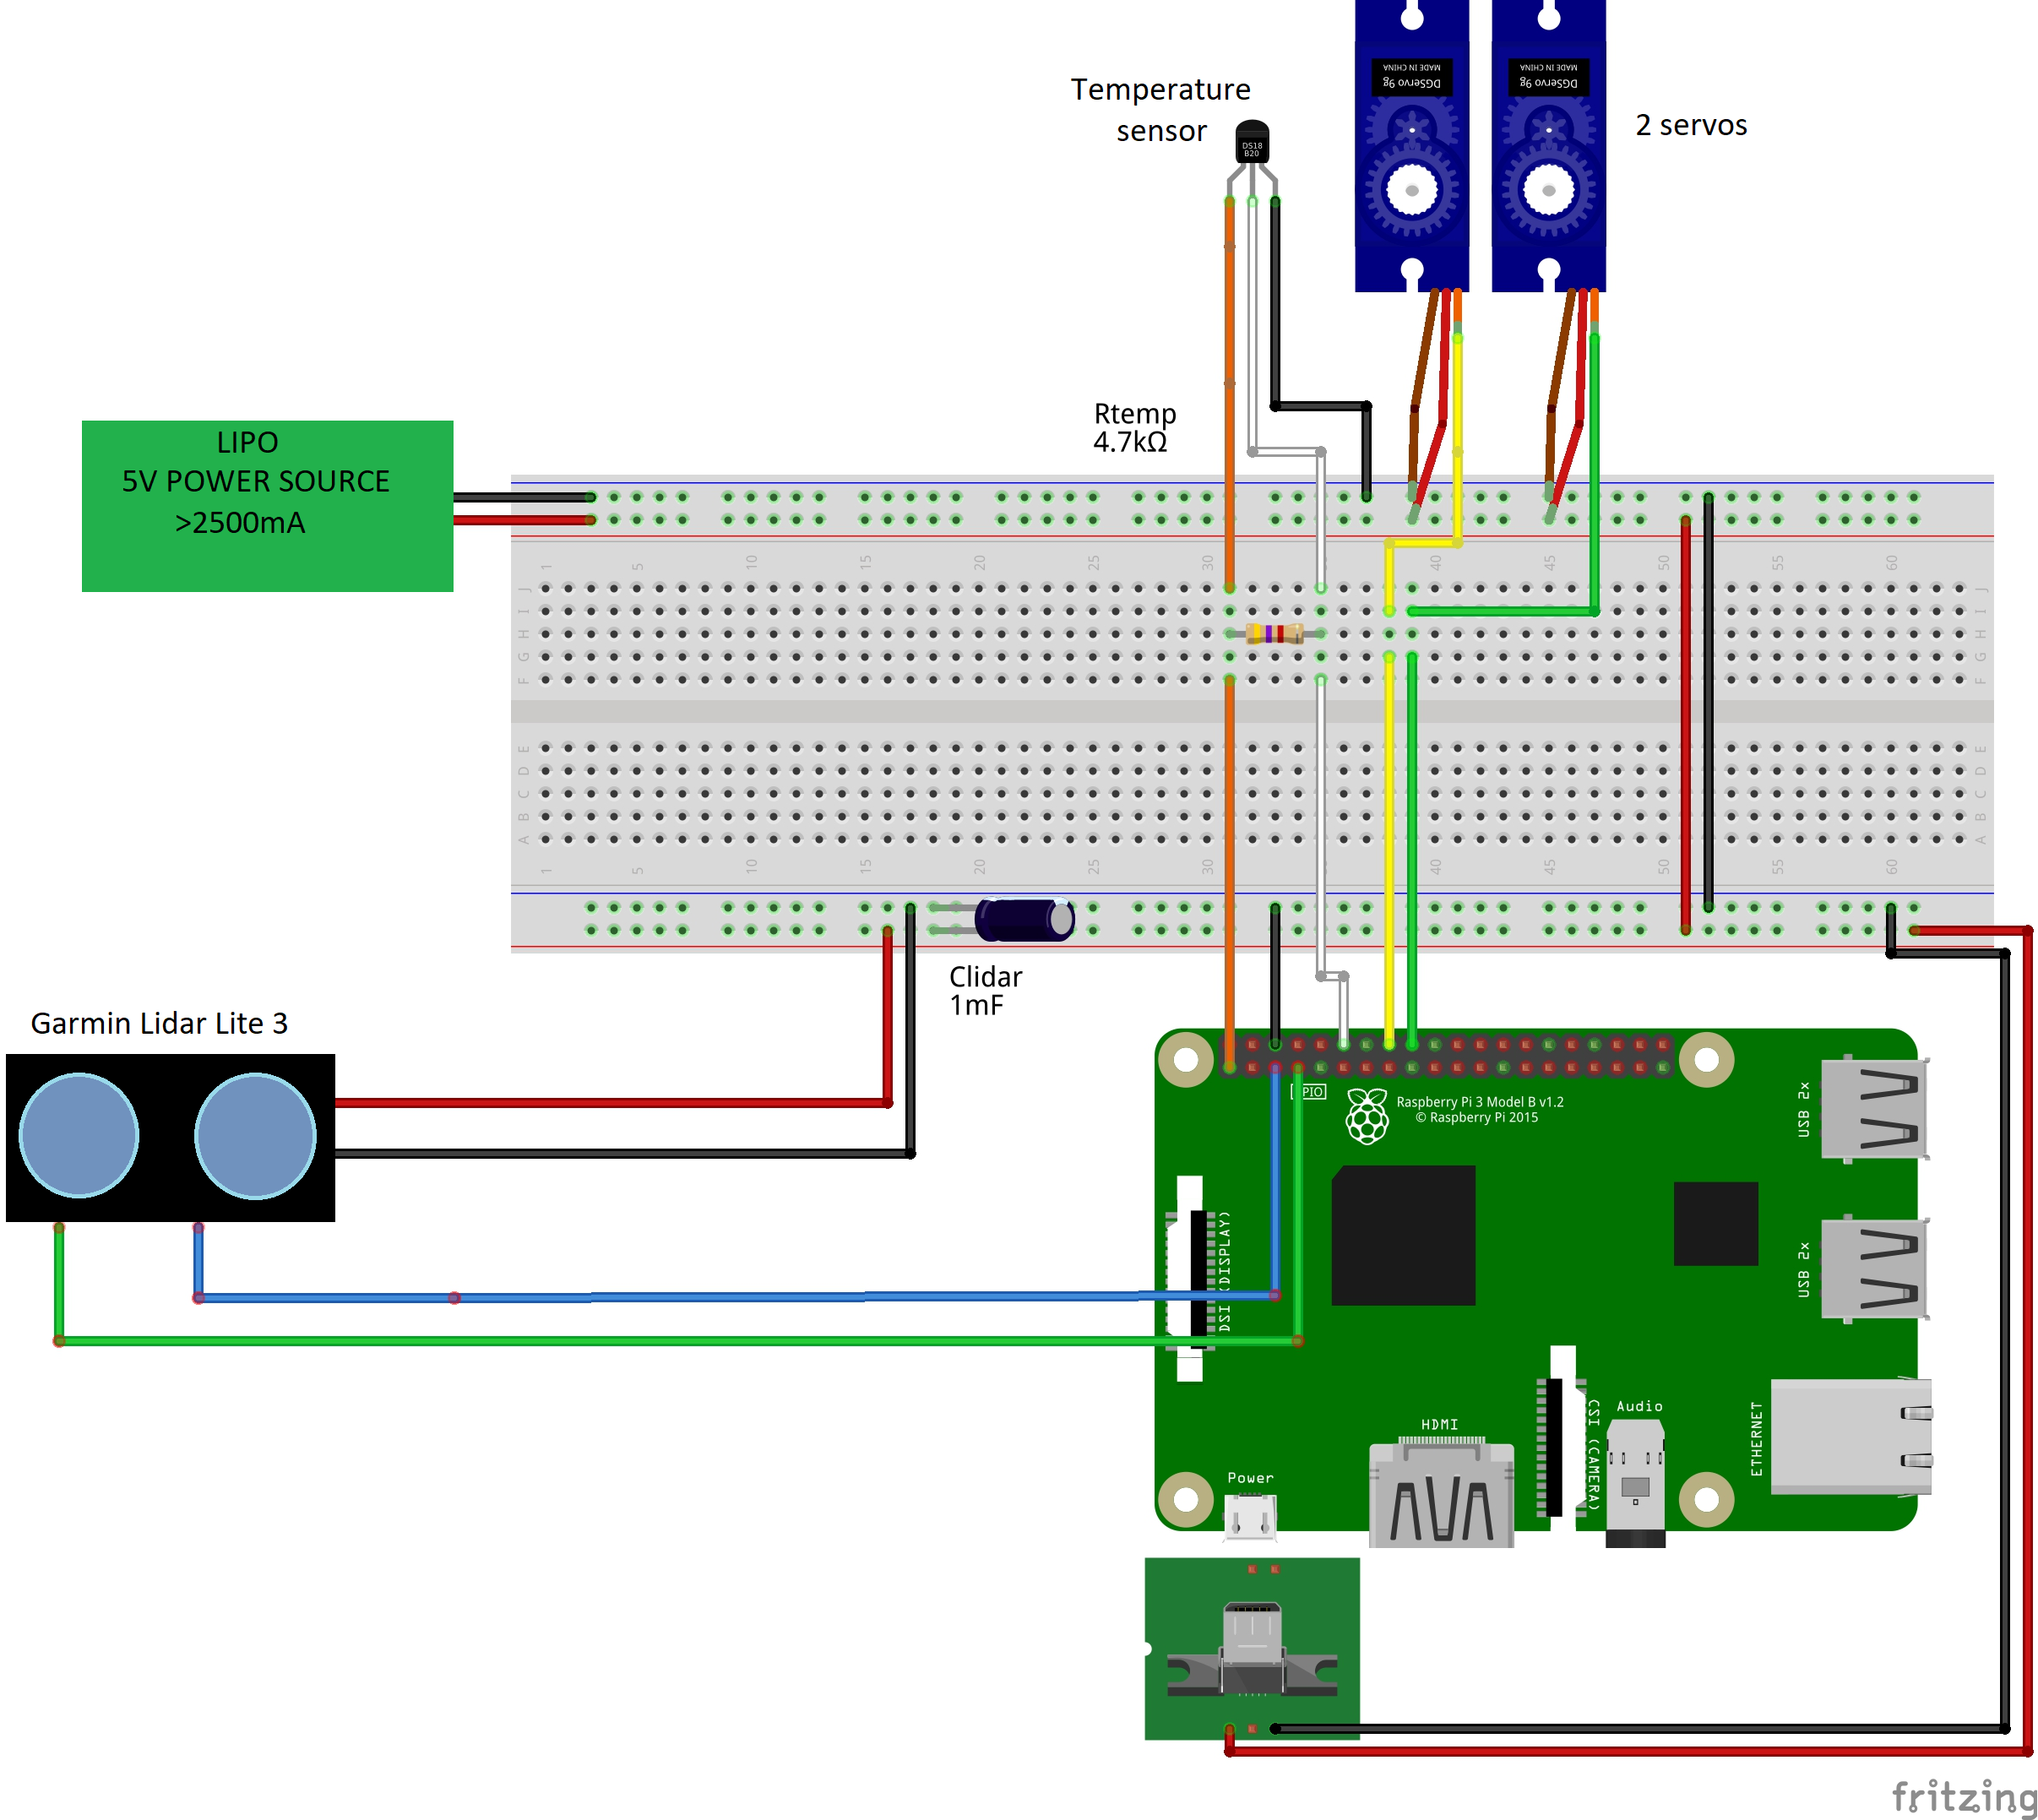 MADE IN CHINA
DGServo 9g
MADE IN CHINA
DGServo 9g
Temperature
sensor
2 servos
DS18
B20
Rtemp
4.7kΩ
LIPO
5V POWER SOURCE
>2500mA
1 5 10 15 20 25 30 40 45 50 55 60
J J
I I
H H
G G
F F
E E
D D
C C
B B
A A
1 5 10 15 20 25 30 40 45 50 55 60
Clidar
1mF
Garmin Lidar Lite 3
GPIO
Raspberry Pi 3 Model B v1.2
© Raspberry Pi 2015
USB 2x
DSI (DISPLAY)
USB 2x
HDMI
CSI (CAMERA)
Audio
ETHERNET
Power
fritzing